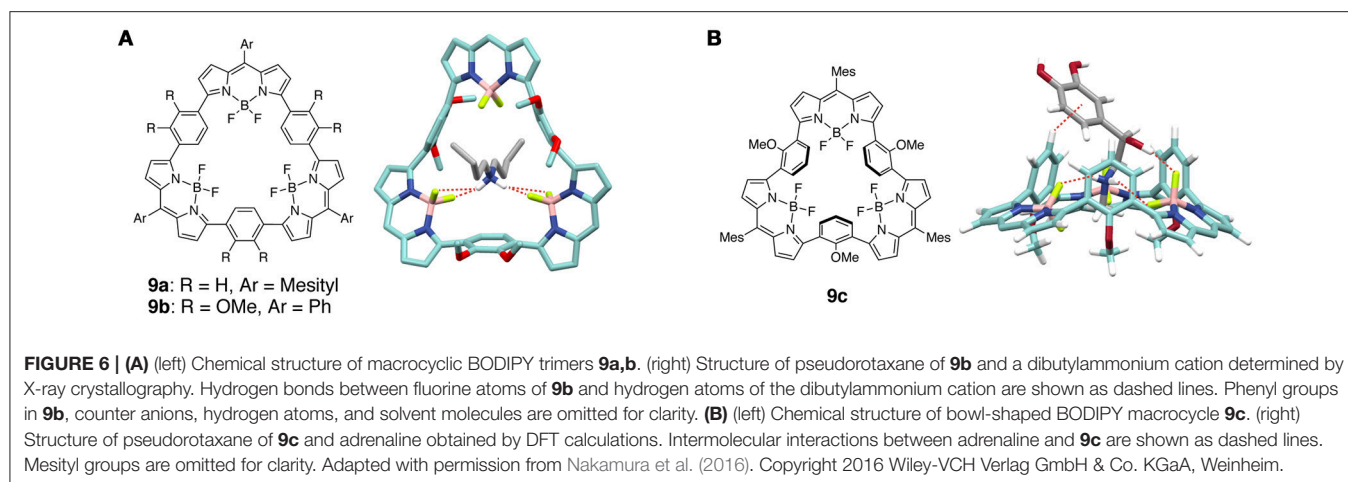 A
B
Ar
Mes
R
R
R
R
N
N
B
F
F
MeO
OMe
F
F
B
N
N
Ar
R
R
Ar
Mes
OMe
Mes
9a: R = H, Ar = Mesityl
9b: R = OMe, Ar = Ph
9c
FIGURE 6 | (A) (left) Chemical structure of macrocyclic BODIPY trimers 9a,b. (right) Structure of pseudorotaxane of 9b and a dibutylammonium cation determined by
X-ray crystallography. Hydrogen bonds between fluorine atoms of 9b and hydrogen atoms of the dibutylammonium cation are shown as dashed lines. Phenyl groups
in 9b, counter anions, hydrogen atoms, and solvent molecules are omitted for clarity. (B) (left) Chemical structure of bowl-shaped BODIPY macrocycle 9c. (right)
Structure of pseudorotaxane of 9c and adrenaline obtained by DFT calculations. Intermolecular interactions between adrenaline and 9c are shown as dashed lines.
Mesityl groups are omitted for clarity. Adapted with permission from Nakamura et al. (2016). Copyright 2016 Wiley-VCH Verlag GmbH & Co. KGaA, Weinheim.